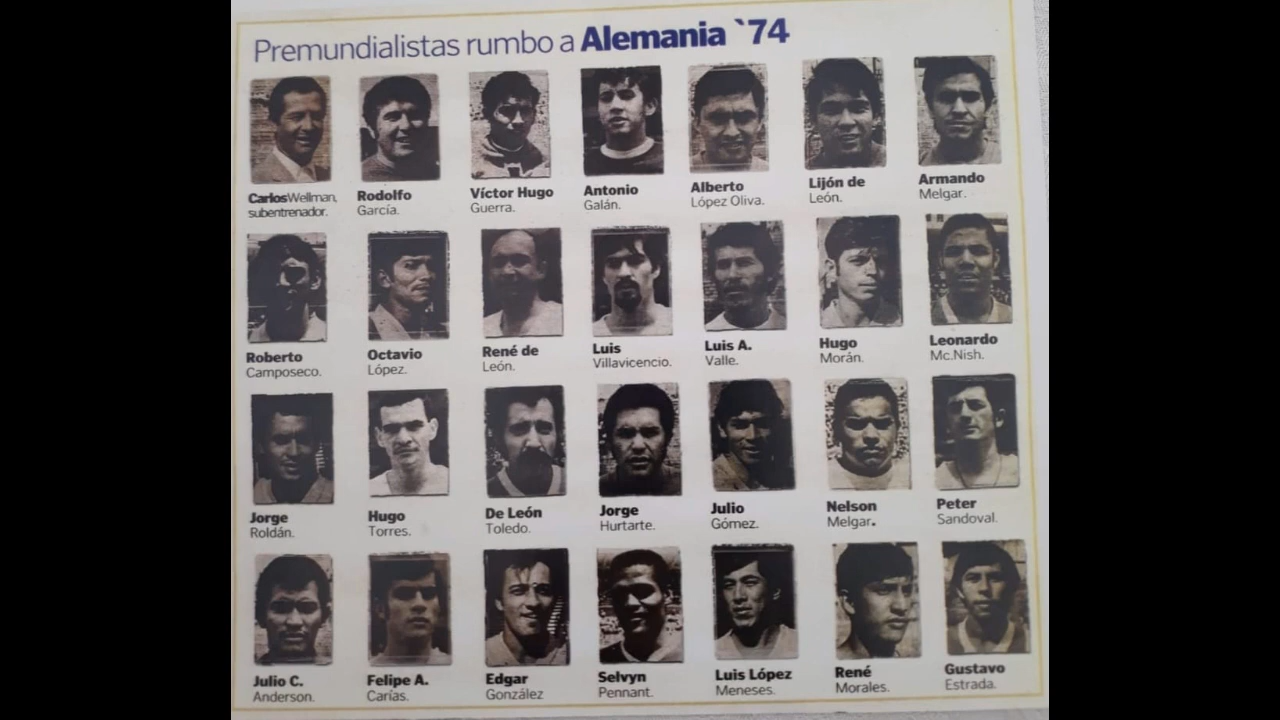 Premundialistas rumbo a Alemania `74
Carlos Wellman,
subentrenador.
Rodolfo
García.
Víctor Hugo
Guerra.
Antonio
Galán.
Alberto
López Oliva.
Lijón de
León.
Armando
Melgar.
Roberto
Camposeco.
Octavio
López.
René de
León.
Luis
Villavicencio.
Luis A.
Valle.
Hugo
Morán.
Leonardo
Mc.Nish.
Jorge
Roldán.
Hugo
Torres.
De León
Toledo.
Jorge
Hurtarte.
Julio
Gómez.
Nelson
Melgar.
Peter
Sandoval.
Julio C.
Anderson.
Felipe A.
Carías.
Edgar
González
Selvyn
Pennant.
Luis López
Meneses.
René
Morales.
Gustavo
Estrada.